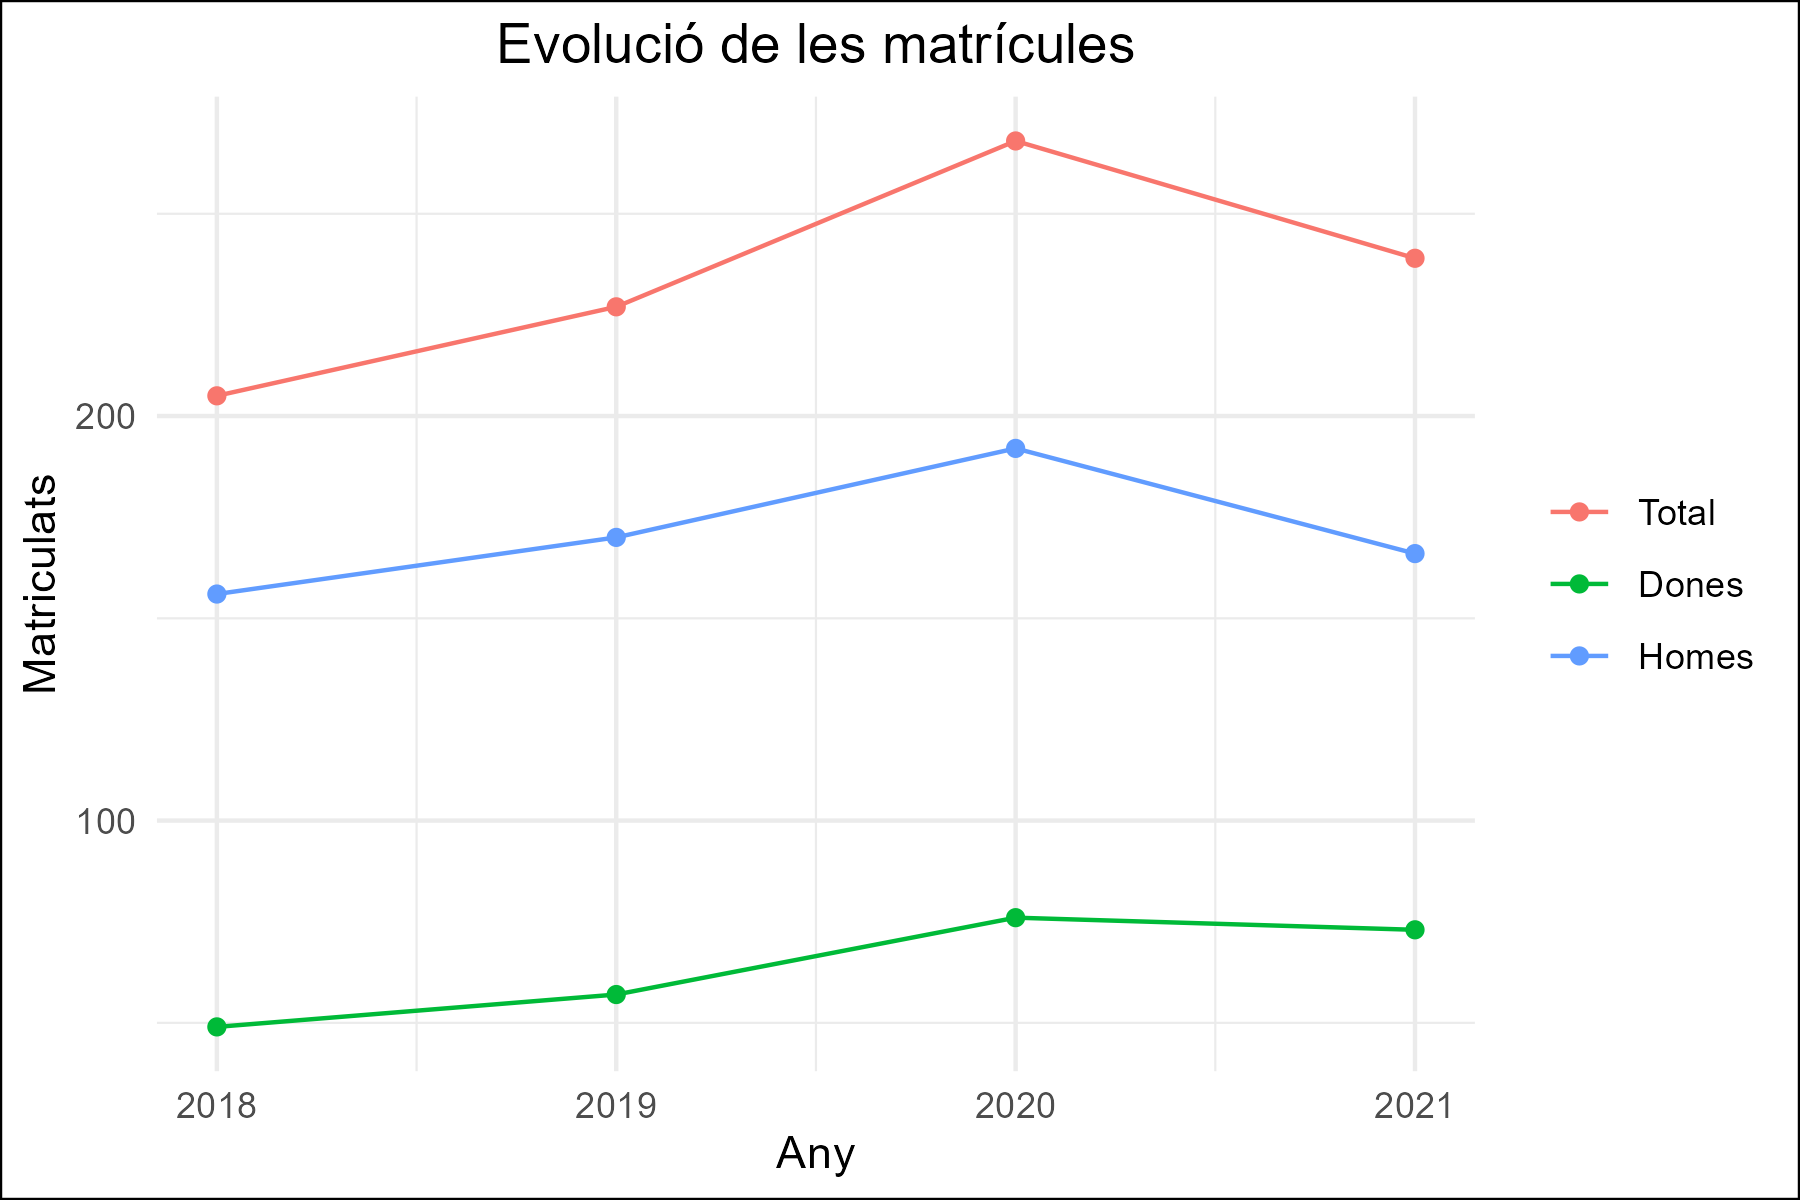 Evolució de les matrícules
Matriculats
200
100
2018
2019
2020
2021
Any
Total
Dones
Homes